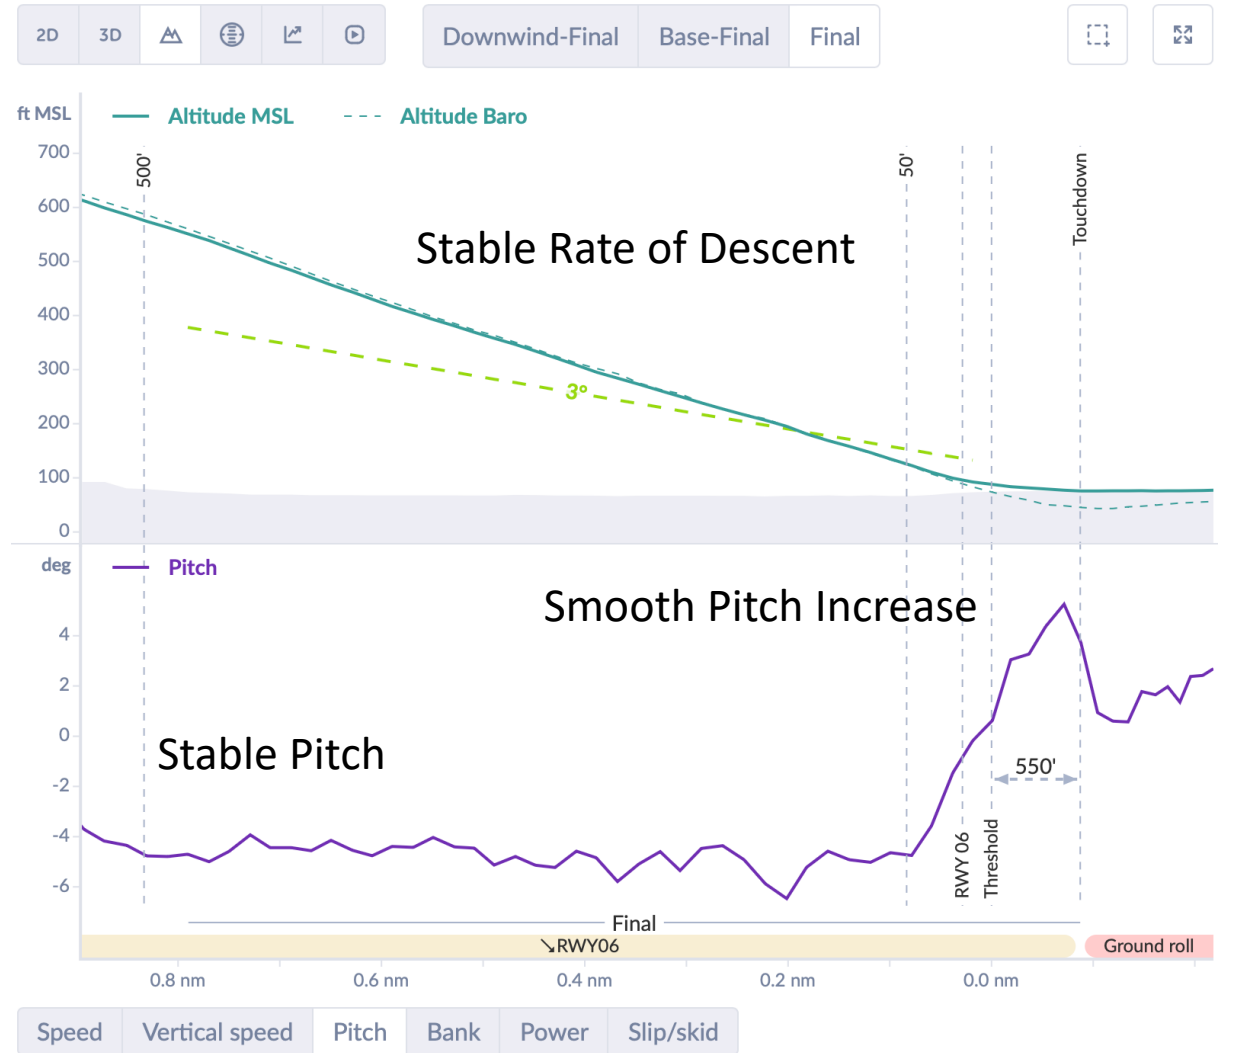 2D 3D Downwind-Final Base-Final Final
ft MSL Altitude MSL Altitude Baro
700
600
500
400
300
200
100
0
500'
50'
Touchdown
Stable Rate of Descent
3°
deg Pitch
Smooth Pitch Increase
4
2
0
-2
-4
-6
Stable Pitch
550'
RWY 06
Threshold
Final
↘RWY06 Ground roll
0.8 nm 0.6 nm 0.4 nm 0.2 nm 0.0 nm
Speed Vertical speed Pitch Bank Power Slip/skid